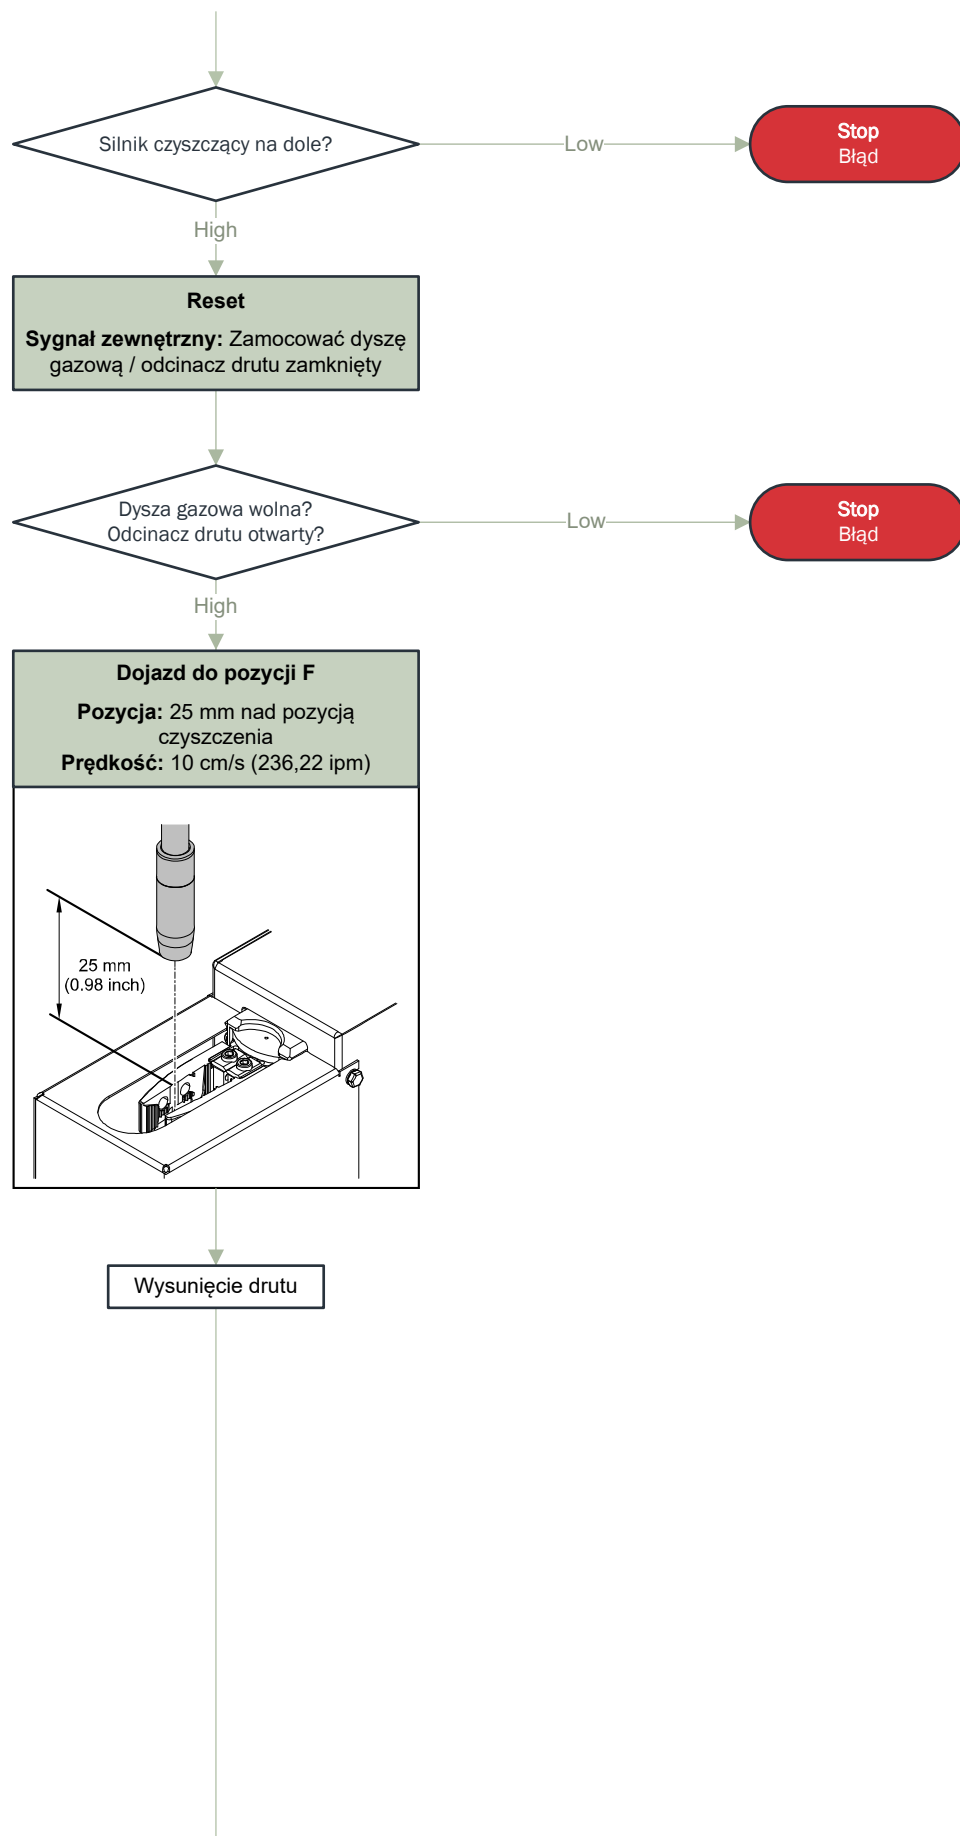 Silnik czyszczący na dole?
Low
Stop
Błąd
High
Reset
Sygnał zewnętrzny: Zamocować dyszę
gazową / odcinacz drutu zamknięty
Dysza gazowa wolna?
Odcinacz drutu otwarty?
Low
Stop
Błąd
High
Dojazd do pozycji F
Pozycja: 25 mm nad pozycją
czyszczenia
Prędkość: 10 cm/s (236,22 ipm)
25 mm
(0.98 inch)
Wysunięcie drutu